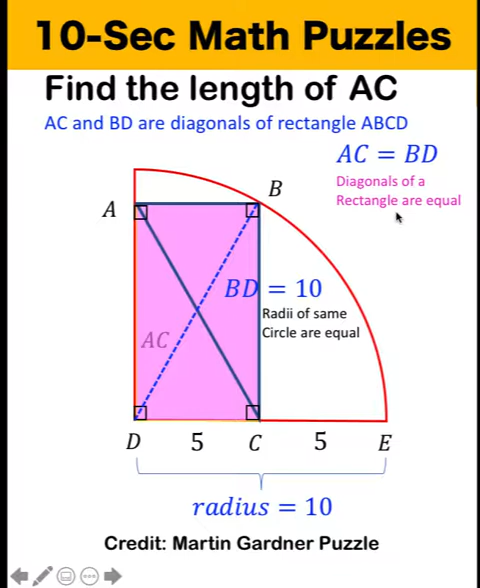 10-Sec Math Puzzles
Find the length of AC
AC and BD are diagonals of rectangle ABCD
AC = BD
Diagonals of a
Rectangle are equal
B
A
BD = 10
Radii of same
Circle are equal
AC
D 5 C 5 E
radius = 10
Credit: Martin Gardner Puzzle